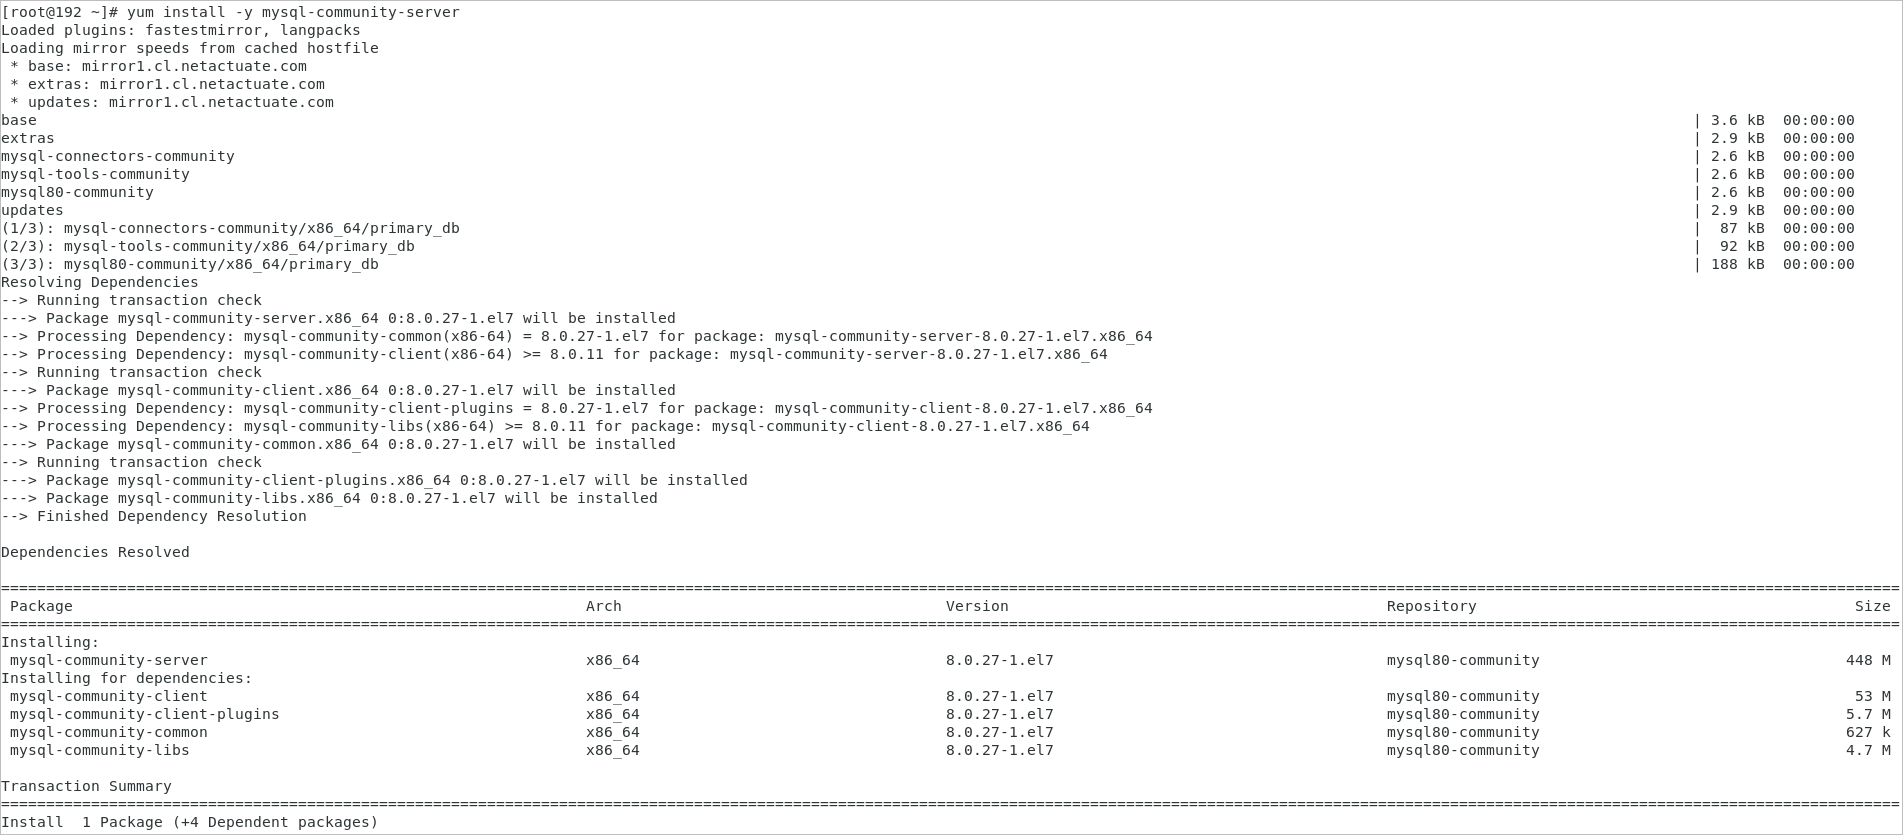 [root@192 ~]# yum install -y mysql-community-server
Loaded plugins: fastestmirror, langpacks
Loading mirror speeds from cached hostfile
 * base: mirror1.cl.netactuate.com
 * extras: mirror1.cl.netactuate.com
 * updates: mirror1.cl.netactuate.com
base | 3.6 kB 00:00:00
extras | 2.9 kB 00:00:00
mysql-connectors-community | 2.6 kB 00:00:00
mysql-tools-community | 2.6 kB 00:00:00
mysql80-community | 2.6 kB 00:00:00
updates | 2.9 kB 00:00:00
(1/3): mysql-connectors-community/x86_64/primary_db | 87 kB 00:00:00
(2/3): mysql-tools-community/x86_64/primary_db | 92 kB 00:00:00
(3/3): mysql80-community/x86_64/primary_db | 188 kB 00:00:00
Resolving Dependencies
--> Running transaction check
---> Package mysql-community-server.x86_64 0:8.0.27-1.el7 will be installed
--> Processing Dependency: mysql-community-common(x86-64) = 8.0.27-1.el7 for package: mysql-community-server-8.0.27-1.el7.x86_64
--> Processing Dependency: mysql-community-client(x86-64) >= 8.0.11 for package: mysql-community-server-8.0.27-1.el7.x86_64
--> Running transaction check
---> Package mysql-community-client.x86_64 0:8.0.27-1.el7 will be installed
--> Processing Dependency: mysql-community-client-plugins = 8.0.27-1.el7 for package: mysql-community-client-8.0.27-1.el7.x86_64
--> Processing Dependency: mysql-community-libs(x86-64) >= 8.0.11 for package: mysql-community-client-8.0.27-1.el7.x86_64
---> Package mysql-community-common.x86_64 0:8.0.27-1.el7 will be installed
--> Running transaction check
---> Package mysql-community-client-plugins.x86_64 0:8.0.27-1.el7 will be installed
---> Package mysql-community-libs.x86_64 0:8.0.27-1.el7 will be installed
--> Finished Dependency Resolution

Dependencies Resolved

Package Arch Version Repository Size
Installing:
 mysql-community-server x86_64 8.0.27-1.el7 mysql80-community 448 M
Installing for dependencies:
 mysql-community-client x86_64 8.0.27-1.el7 mysql80-community 53 M
 mysql-community-client-plugins x86_64 8.0.27-1.el7 mysql80-community 5.7 M
 mysql-community-common x86_64 8.0.27-1.el7 mysql80-community 627 k
 mysql-community-libs x86_64 8.0.27-1.el7 mysql80-community 4.7 M

Transaction Summary
Install 1 Package (+4 Dependent packages)